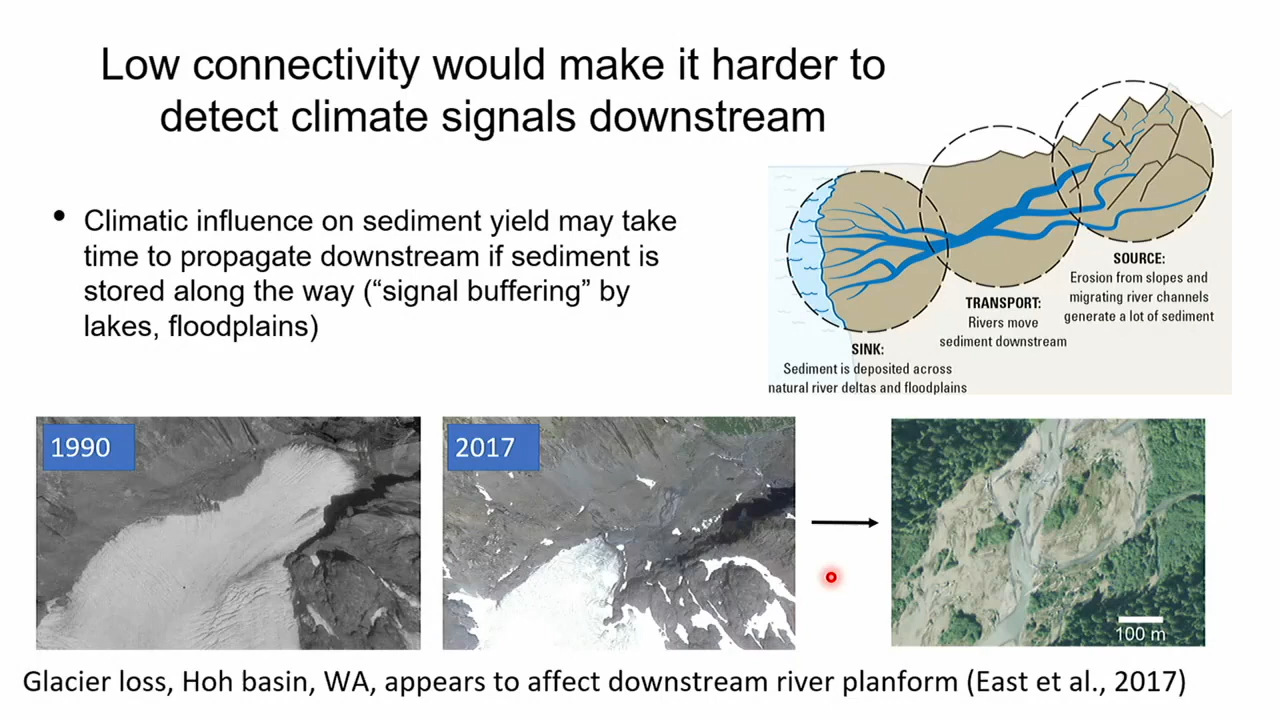 Low connectivity would make it harder to
detect climate signals downstream
• Climatic influence on sediment yield may take
time to propagate downstream if sediment is
stored along the way (“signal buffering” by
lakes, floodplains)
SOURCE:
Erosion from slopes and
migrating river channels
generate a lot of sediment
TRANSPORT:
Rivers move
sediment downstream
SINK:
Sediment is deposited across
natural river deltas and floodplains
1990
2017
100 m
Glacier loss, Hoh basin, WA, appears to affect downstream river planform (East et al., 2017)